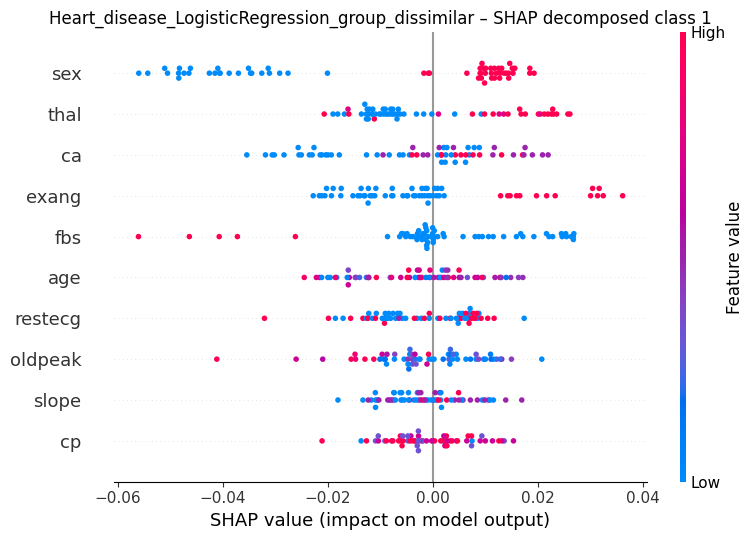 Heart_disease_LogisticRegression_group_dissimilar – SHAP decomposed class 1
High
sex
thal
ca
exang
fbs
age
restecg
oldpeak
slope
cp
Feature value
Low
−0.06 −0.04 −0.02 0.00 0.02 0.04
SHAP value (impact on model output)